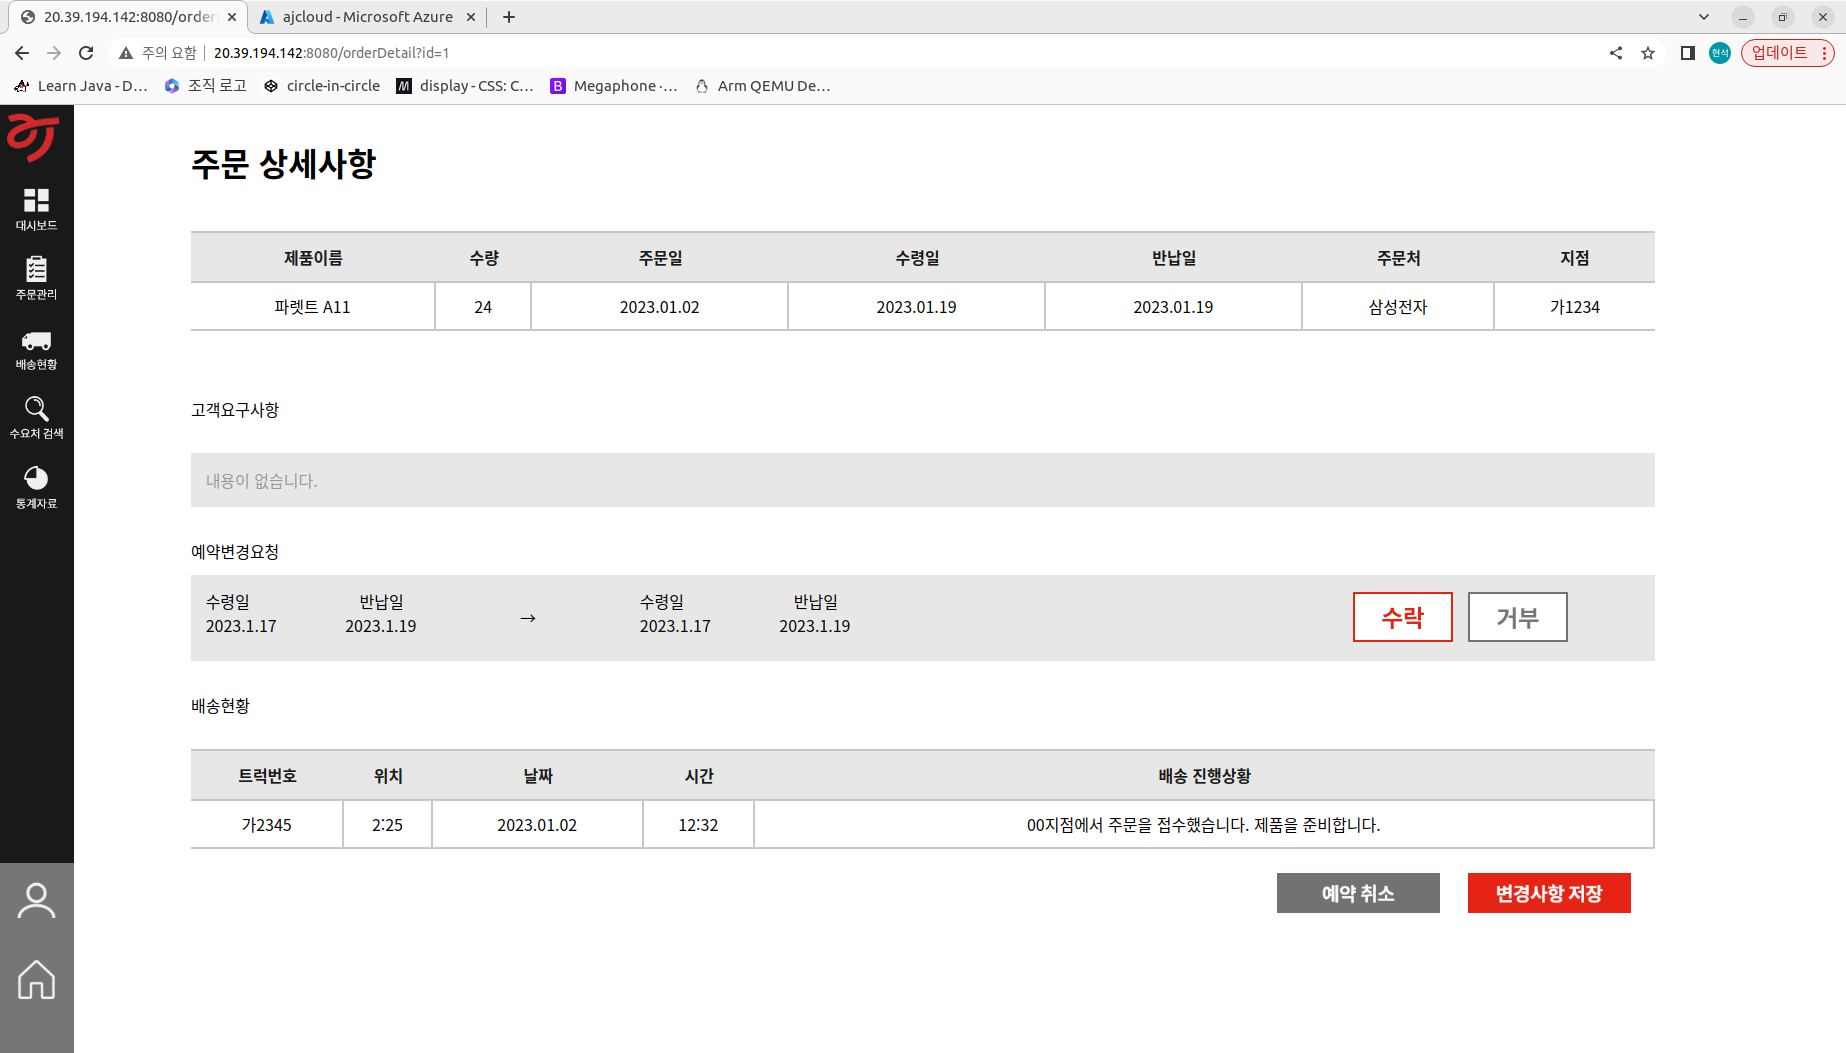 20.39.194.142:8080/order
ajcloud - Microsoft Azure
주의 요함
20.39.194.142:8080/orderDetail?id=1
현석
업데이트
Learn Java - D…
조직 로고
circle-in-circle
M
display - CSS: C…
B
Megaphone ·…
Arm QEMU De…
대시보드
주문관리
배송현황
수요처 검색
통계자료
주문 상세사항
제품이름 수량 주문일 수령일 반납일 주문처 지점
파렛트 A11 24 2023.01.02 2023.01.19 2023.01.19 삼성전자 가1234
고객요구사항
내용이 없습니다.
예약변경요청
수령일 반납일 수령일 반납일
2023.1.17 2023.1.19 → 2023.1.17 2023.1.19
수락 거부
배송현황
트럭번호 위치 날짜 시간 배송 진행상황
가2345 2:25 2023.01.02 12:32 00지점에서 주문을 접수했습니다. 제품을 준비합니다.
예약 취소 변경사항 저장